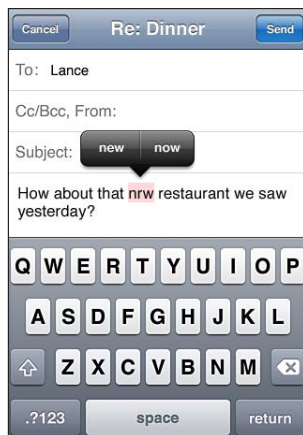 Cancel Re: Dinner Send
To: Lance
Cc/Bcc, From:
Subject:
new now
How about that nrw restaurant we saw
yesterday?
Q W E R T Y U I O P
A S D F G H J K L
Z X C V B N M
.?123 space return